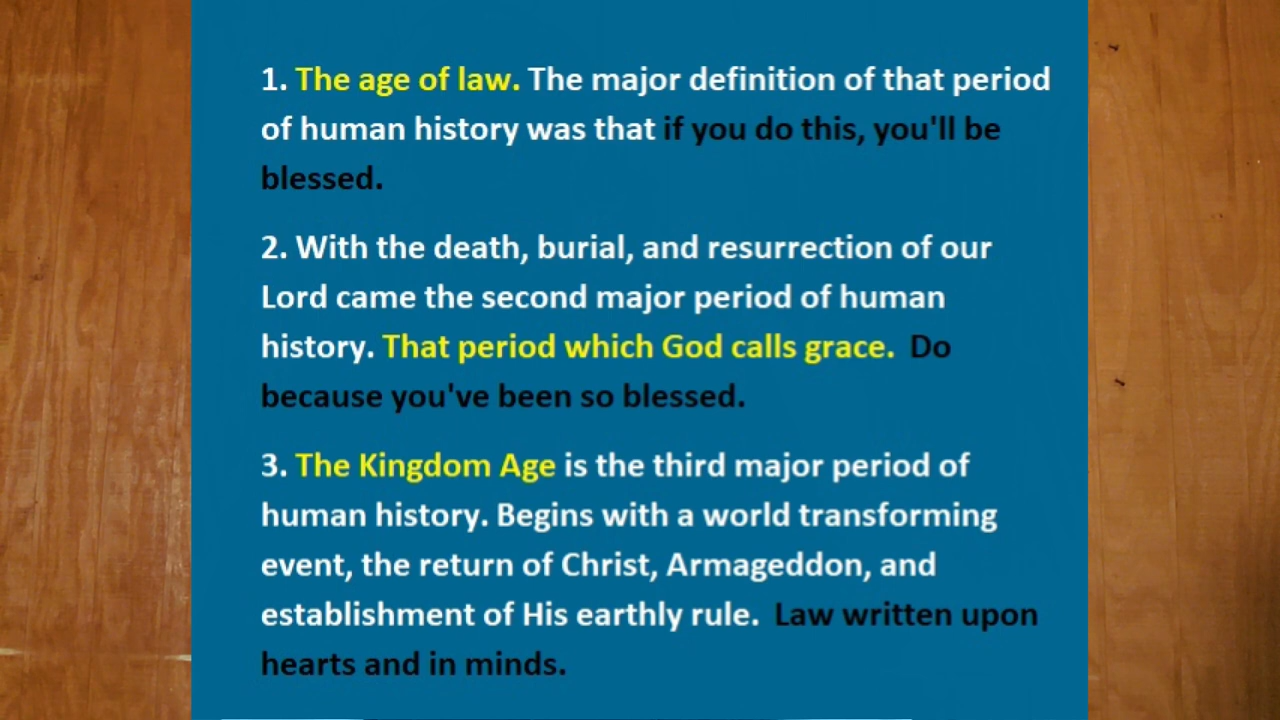 1. The age of law. The major definition of that period
of human history was that if you do this, you'll be
blessed.
2. With the death, burial, and resurrection of our
Lord came the second major period of human
history. That period which God calls grace.  Do
because you've been so blessed.
3. The Kingdom Age is the third major period of
human history. Begins with a world transforming
event, the return of Christ, Armageddon, and
establishment of His earthly rule.  Law written upon
hearts and in minds.